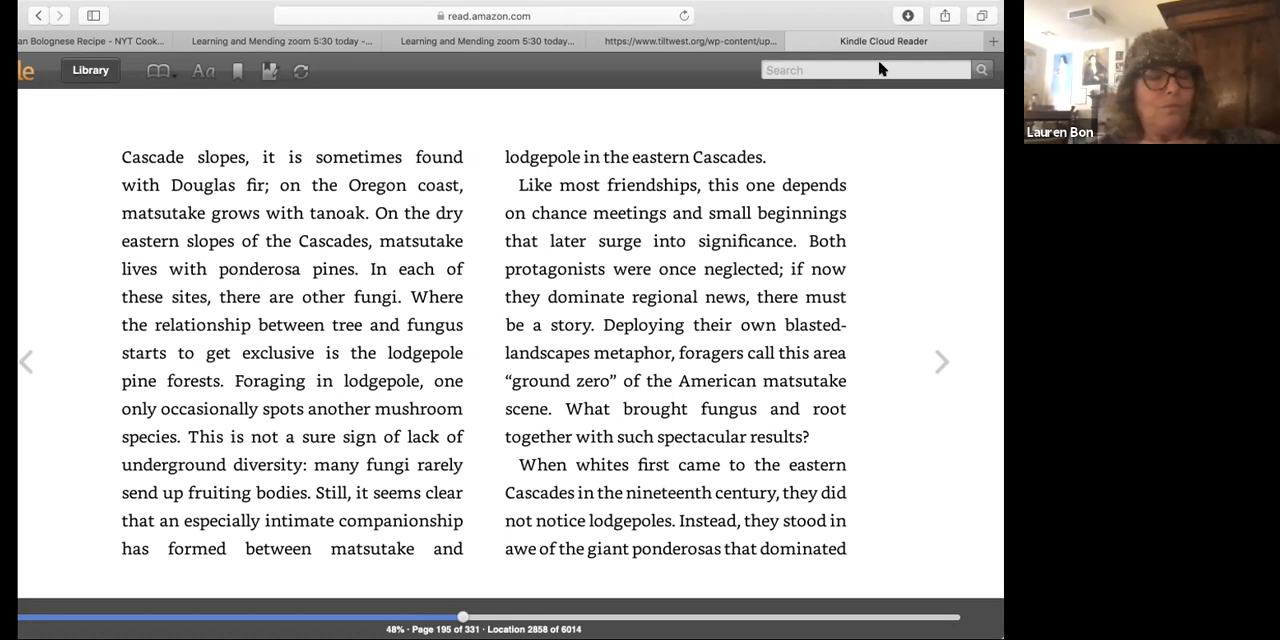 read.amazon.com
an Bolognese Recipe - NYT Cook...
Learning and Mending zoom 5:30 today -...
Learning and Mending zoom 5:30 today...
https://www.tiltwest.org/wp-content/up...
Kindle Cloud Reader
le
Library
Aa
Search
Lauren Bon
Cascade slopes, it is sometimes found
with Douglas fir; on the Oregon coast,
matsutake grows with tanoak. On the dry
eastern slopes of the Cascades, matsutake
lives with ponderosa pines. In each of
these sites, there are other fungi. Where
the relationship between tree and fungus
starts to get exclusive is the lodgepole
pine forests. Foraging in lodgepole, one
only occasionally spots another mushroom
species. This is not a sure sign of lack of
underground diversity: many fungi rarely
send up fruiting bodies. Still, it seems clear
that an especially intimate companionship
has formed between matsutake and
lodgepole in the eastern Cascades.
Like most friendships, this one depends
on chance meetings and small beginnings
that later surge into significance. Both
protagonists were once neglected; if now
they dominate regional news, there must
be a story. Deploying their own blasted-
landscapes metaphor, foragers call this area
“ground zero” of the American matsutake
scene. What brought fungus and root
together with such spectacular results?
When whites first came to the eastern
Cascades in the nineteenth century, they did
not notice lodgepoles. Instead, they stood in
awe of the giant ponderosas that dominated
48% · Page 195 of 331 · Location 2858 of 6014